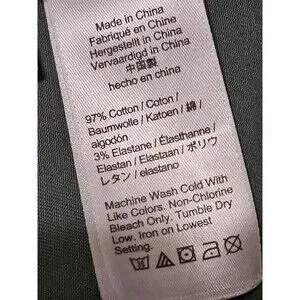 Made in China
Fabriqué en Chine
Hergestellt in China
Vervaardigd in China
中国製
hecho en china
97% Cotton / Coton /
Baumwolle / Katoen / 綿 /
algodón
3% Elastane / Élasthanne /
Elastan / Elastaan / ポリウ
レタン / elastano
Machine Wash Cold With
Like Colors. Non-Chlorine
Bleach Only. Tumble Dry
Low. Iron on Lowest
Setting.